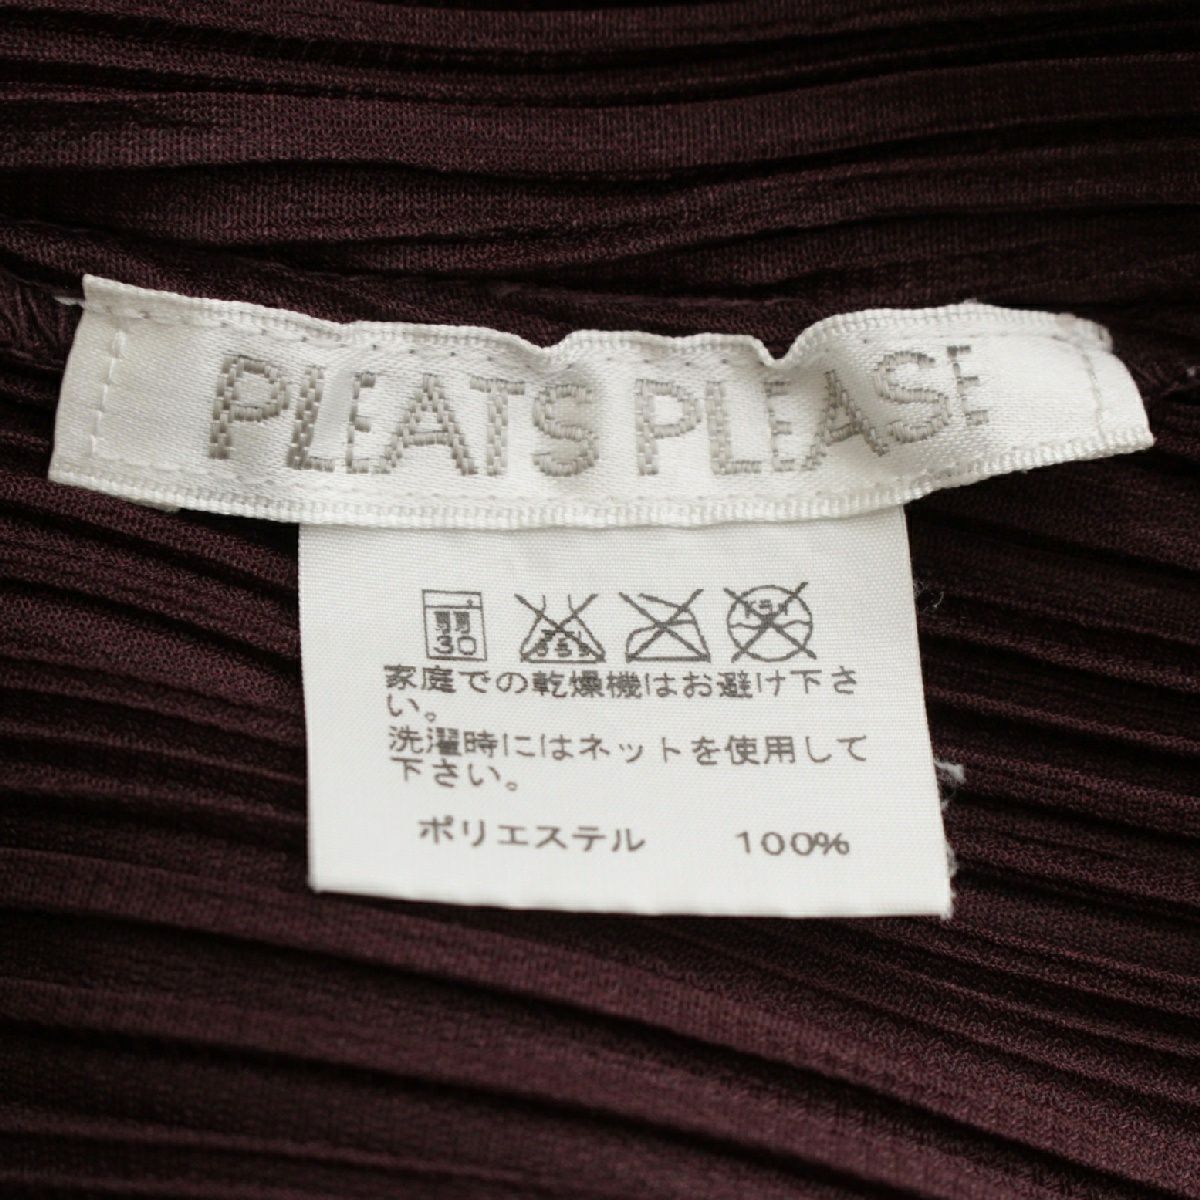 PLEATS PLEASE
弱 30
家庭での乾燥機はお避け下さ
い。
洗濯時にはネットを使用して
下さい。
ポリエステル 100%